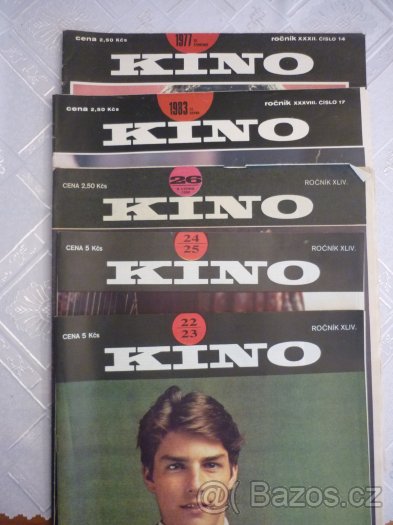 cena 2,50 Kčs 1977 ročník XXXII. ČÍSLO 14
KINO
cena 2,50 Kčs 1983 ročník XXXVIII. ČÍSLO 17
KINO
CENA 2,50 Kčs 26 ROČNÍK XLIV.
KINO
CENA 5 Kčs 24 25 ROČNÍK XLIV.
KINO
CENA 5 Kčs 22 23 ROČNÍK XLIV.
KINO
Bazoš.cz